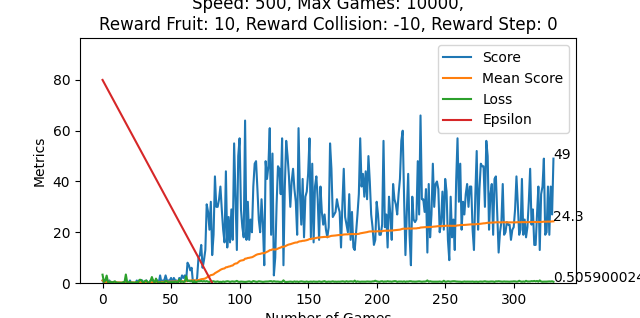 Speed: 500, Max Games: 10000,
Reward Fruit: 10, Reward Collision: -10, Reward Step: 0
Score
Mean Score
Loss
Epsilon
Metrics
80
60
40
20
0
49
24.3
0.505900024
0
50
100
150
200
250
300
Number of Games